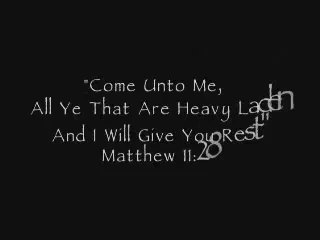 "Come Unto Me,
All Ye That Are Heavy Laden
And I Will Give You Rest"
Matthew 11:28